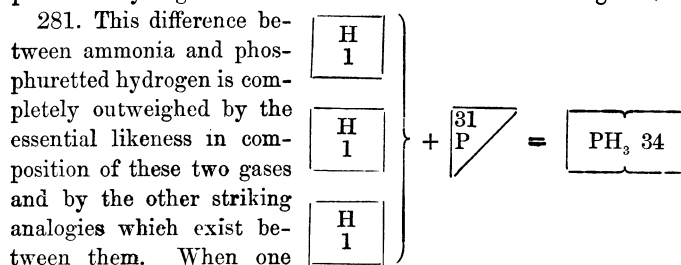 281. This difference be-
tween ammonia and phos-
phuretted hydrogen is com-
pletely outweighed by the
essential likeness in com-
position of these two gases
and by the other striking
analogies which exist be-
tween them. When one
H
1
H
1
H
1
+
31
P
=
PH₃ 34